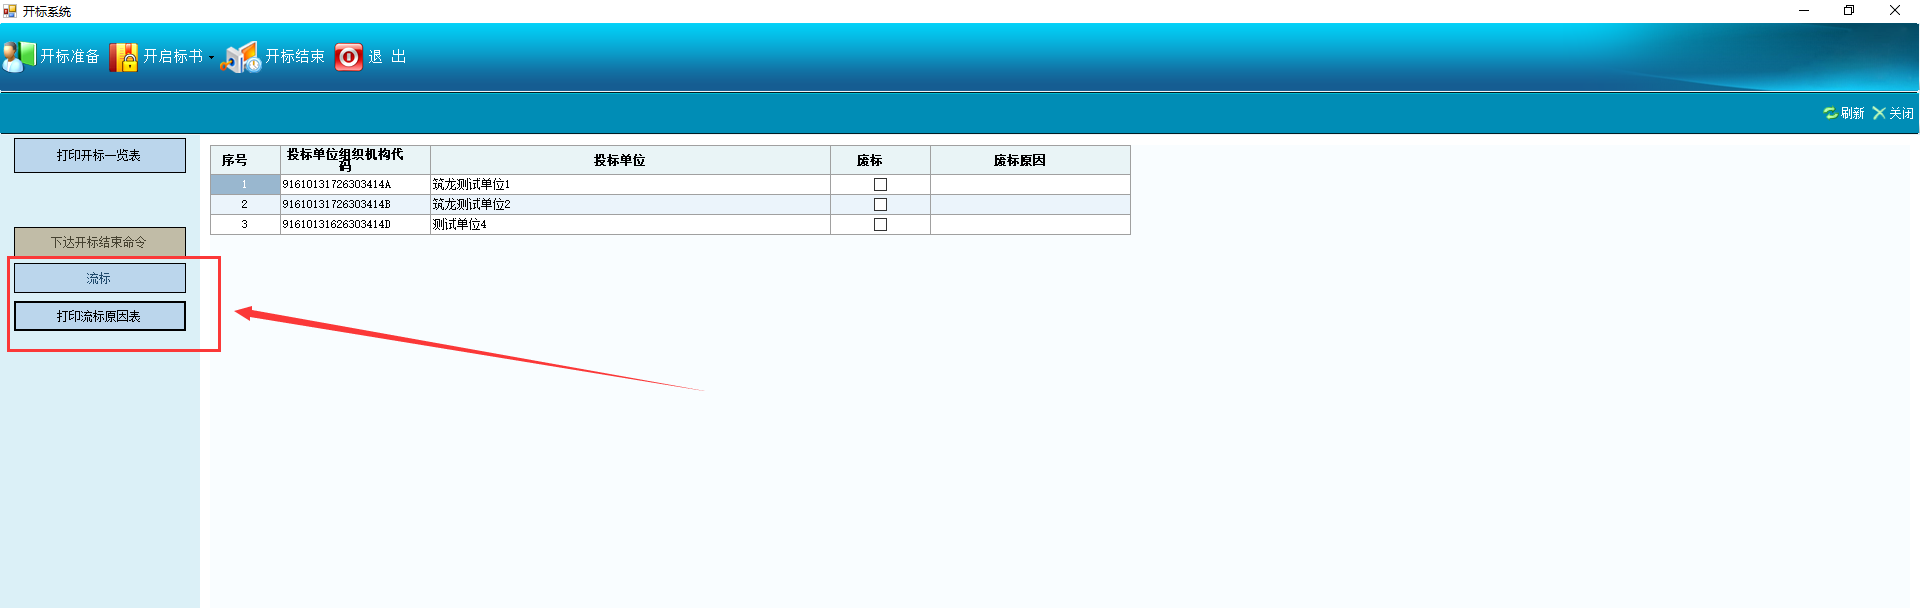 开标系统
开标准备 开启标书 开标结束 退 出
刷新 关闭
打印开标一览表
下达开标结束命令
流标
打印流标原因表
序号 投标单位组织机构代码 投标单位 废标 废标原因
1 91610131726303414A 筑龙测试单位1
2 91610131726303414B 筑龙测试单位2
3 91610131626303414D 测试单位4